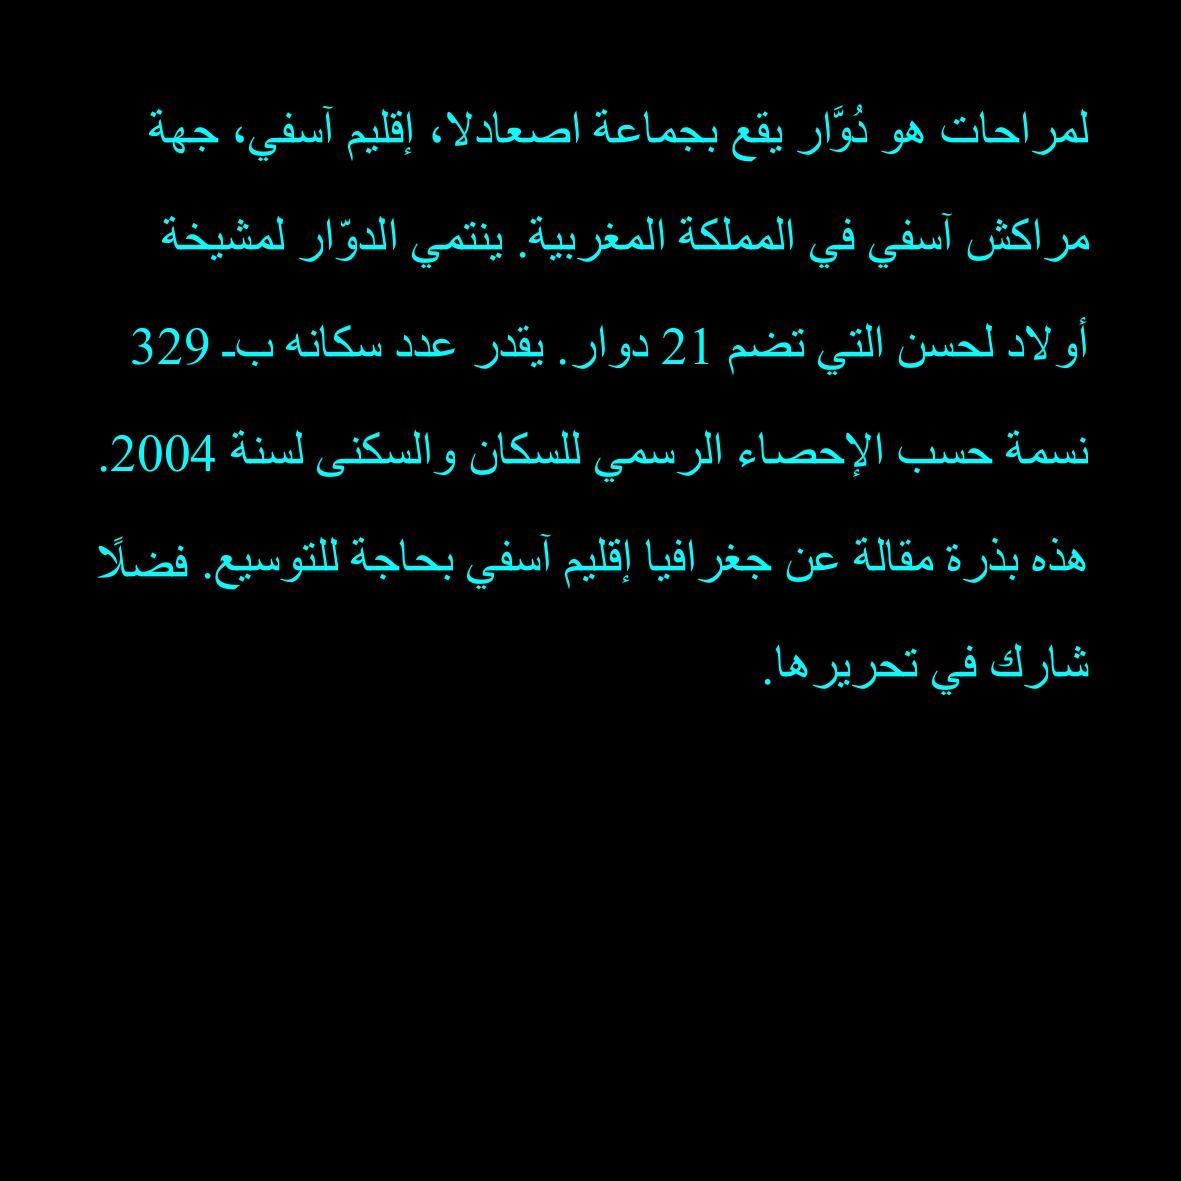 لمراحات هو دُوَّار يقع بجماعة اصعادلا، إقليم آسفي، جهة
مراكش آسفي في المملكة المغربية. ينتمي الدوّار لمشيخة
أولاد لحسن التي تضم 21 دوار. يقدر عدد سكانه بـ 329
نسمة حسب الإحصاء الرسمي للسكان والسكنى لسنة 2004.
هذه بذرة مقالة عن جغرافيا إقليم آسفي بحاجة للتوسيع. فضلًا
شارك في تحريرها.